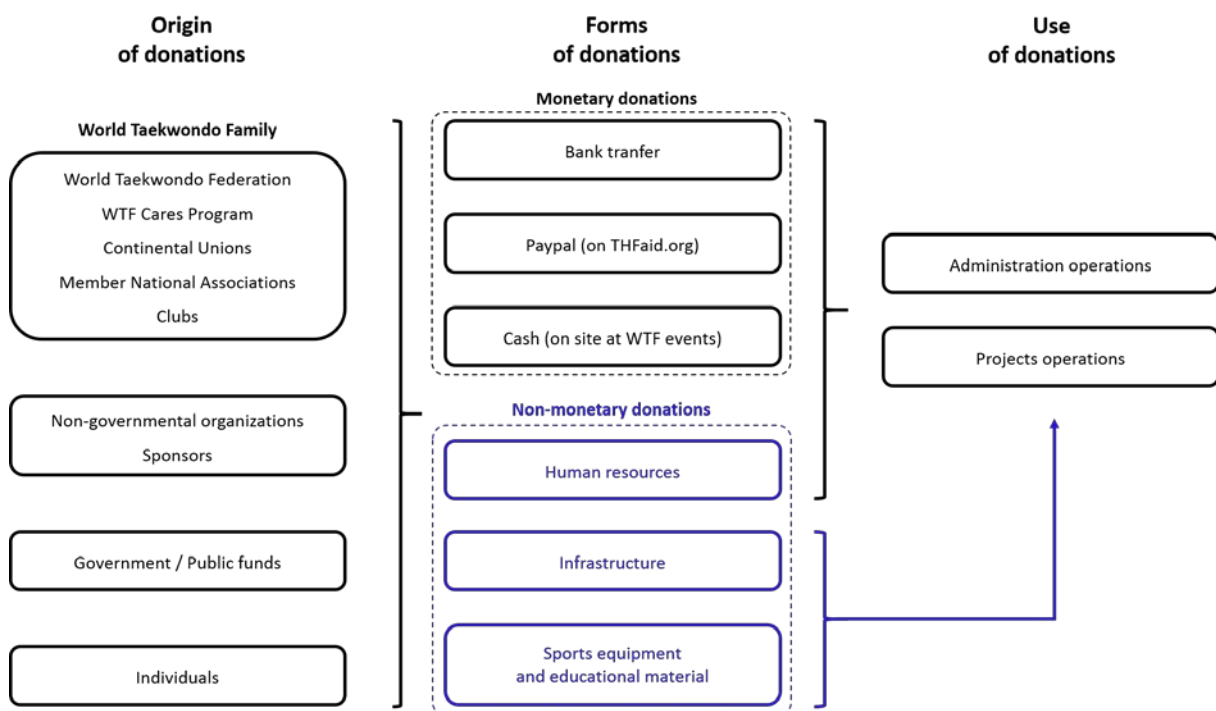 Origin
of donations
World Taekwondo Family
World Taekwondo Federation
WTF Cares Program
Continental Unions
Member National Associations
Clubs
Non-governmental organizations
Sponsors
Government / Public funds
Individuals
Forms
of donations
Monetary donations
Bank tranfer
Paypal (on THFaid.org)
Cash (on site at WTF events)
Non-monetary donations
Human resources
Infrastructure
Sports equipment
and educational material
Use
of donations
Administration operations
Projects operations